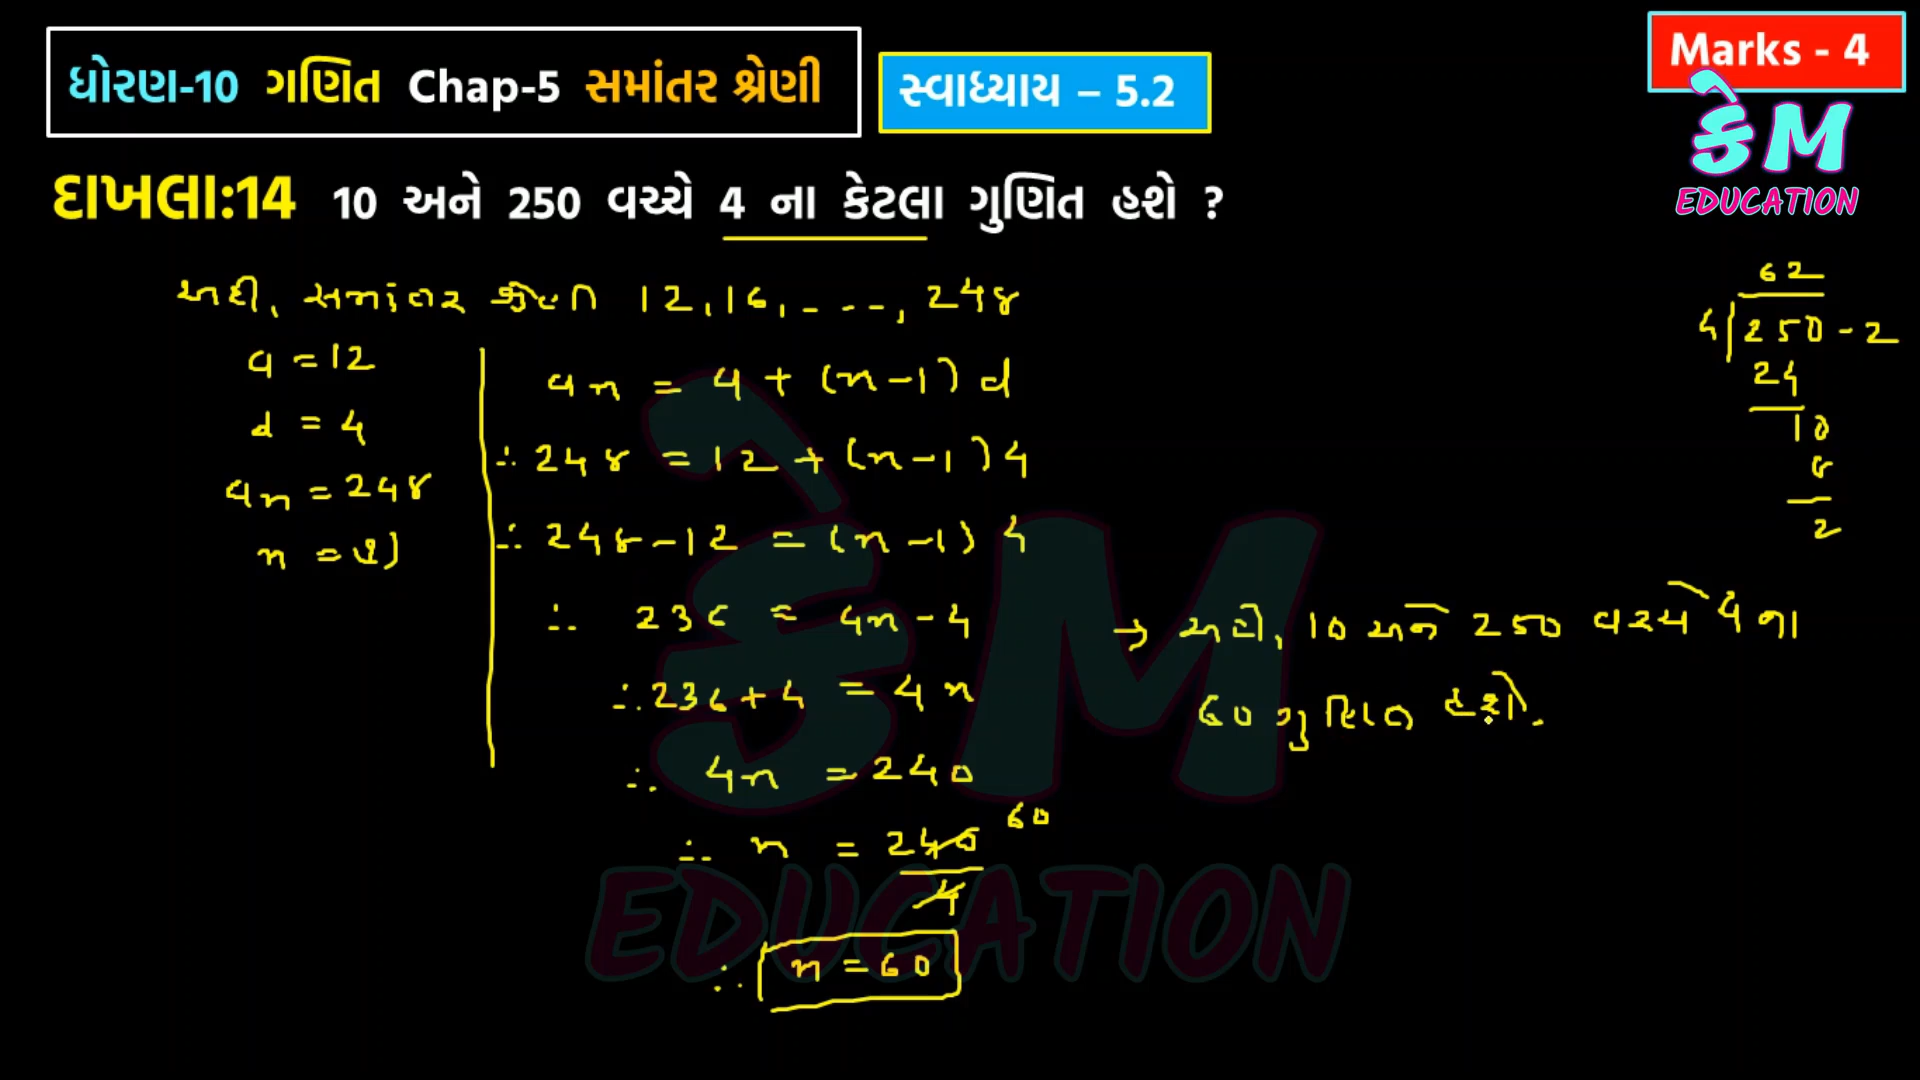 ધોરણ-10 ગણિત Chap-5 સમાંતર શ્રેણી
સ્વાધ્યાય – 5.2
Marks - 4
કેM
EDUCATION
દાખલા:14 10 અને 250 વચ્ચે 4 ના કેટલા ગુણિત હશે ?
અહીં, સમાંતર શ્રેણી 12, 16, - - -, 248
a = 12
d = 4
an = 248
n = (?)
an = a + (n-1) d
∴ 248 = 12 + (n-1) 4
∴ 248 - 12 = (n-1) 4
∴ 236 = 4n - 4
∴ 236 + 4 = 4n
∴ 4n = 240
∴ n = 240 60
4
∴ n = 60
62
4 250 - 2
24
10
8
2
→ આથી, 10 અને 250 વચ્ચે 4 ના
60 ગુણિત હશે.
કેM
EDUCATION